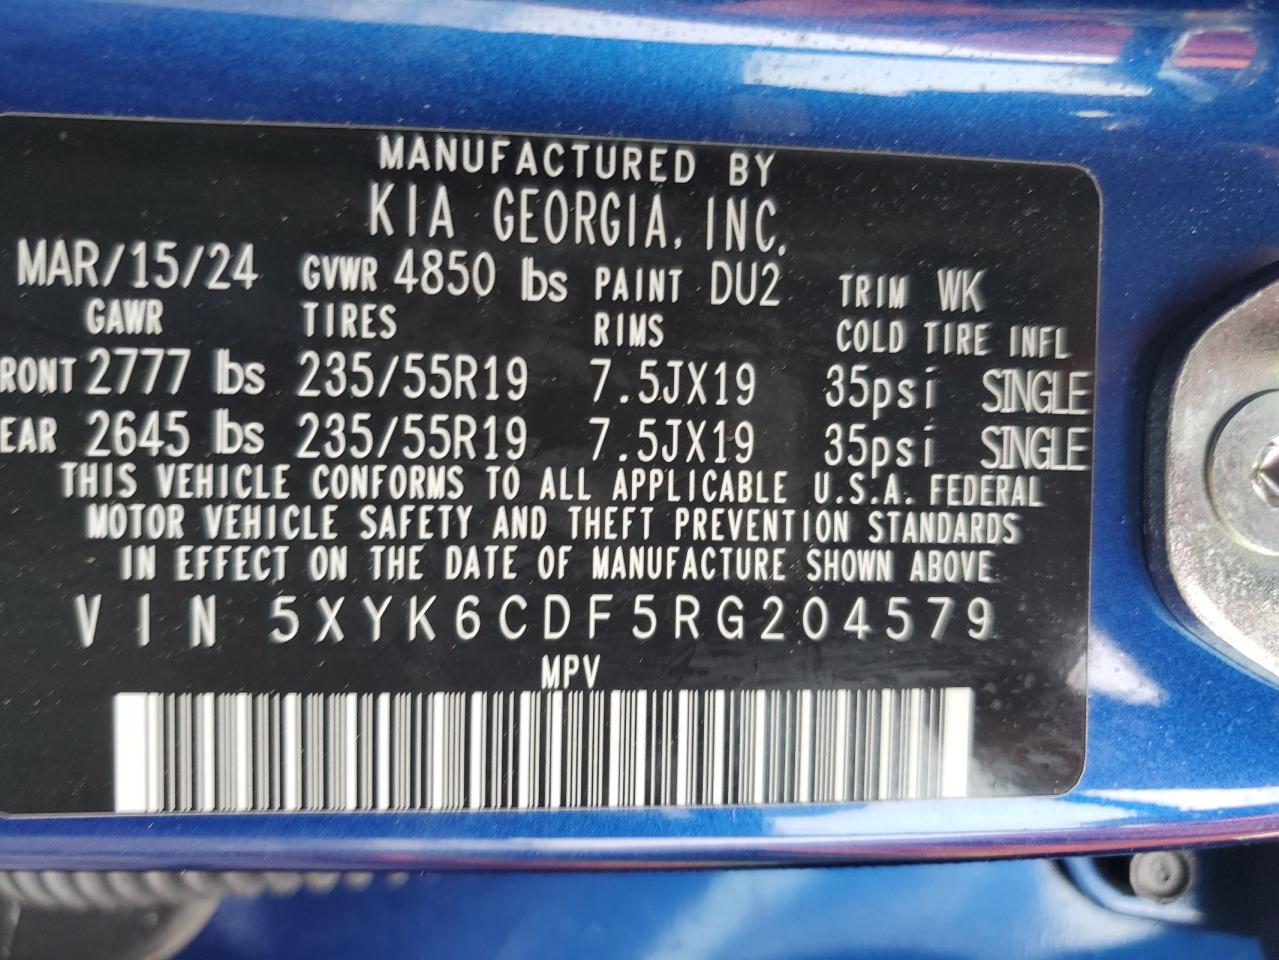 MANUFACTURED BY
KIA GEORGIA, INC.
MAR/15/24 GVWR 4850 lbs PAINT DU2 TRIM WK
GAWR TIRES RIMS COLD TIRE INFL
RONT 2777 lbs 235/55R19 7.5JX19 35psi SINGLE
EAR 2645 lbs 235/55R19 7.5JX19 35psi SINGLE
THIS VEHICLE CONFORMS TO ALL APPLICABLE U.S.A. FEDERAL
MOTOR VEHICLE SAFETY AND THEFT PREVENTION STANDARDS
IN EFFECT ON THE DATE OF MANUFACTURE SHOWN ABOVE
VIN 5XYK6CDF5RG204579
MPV